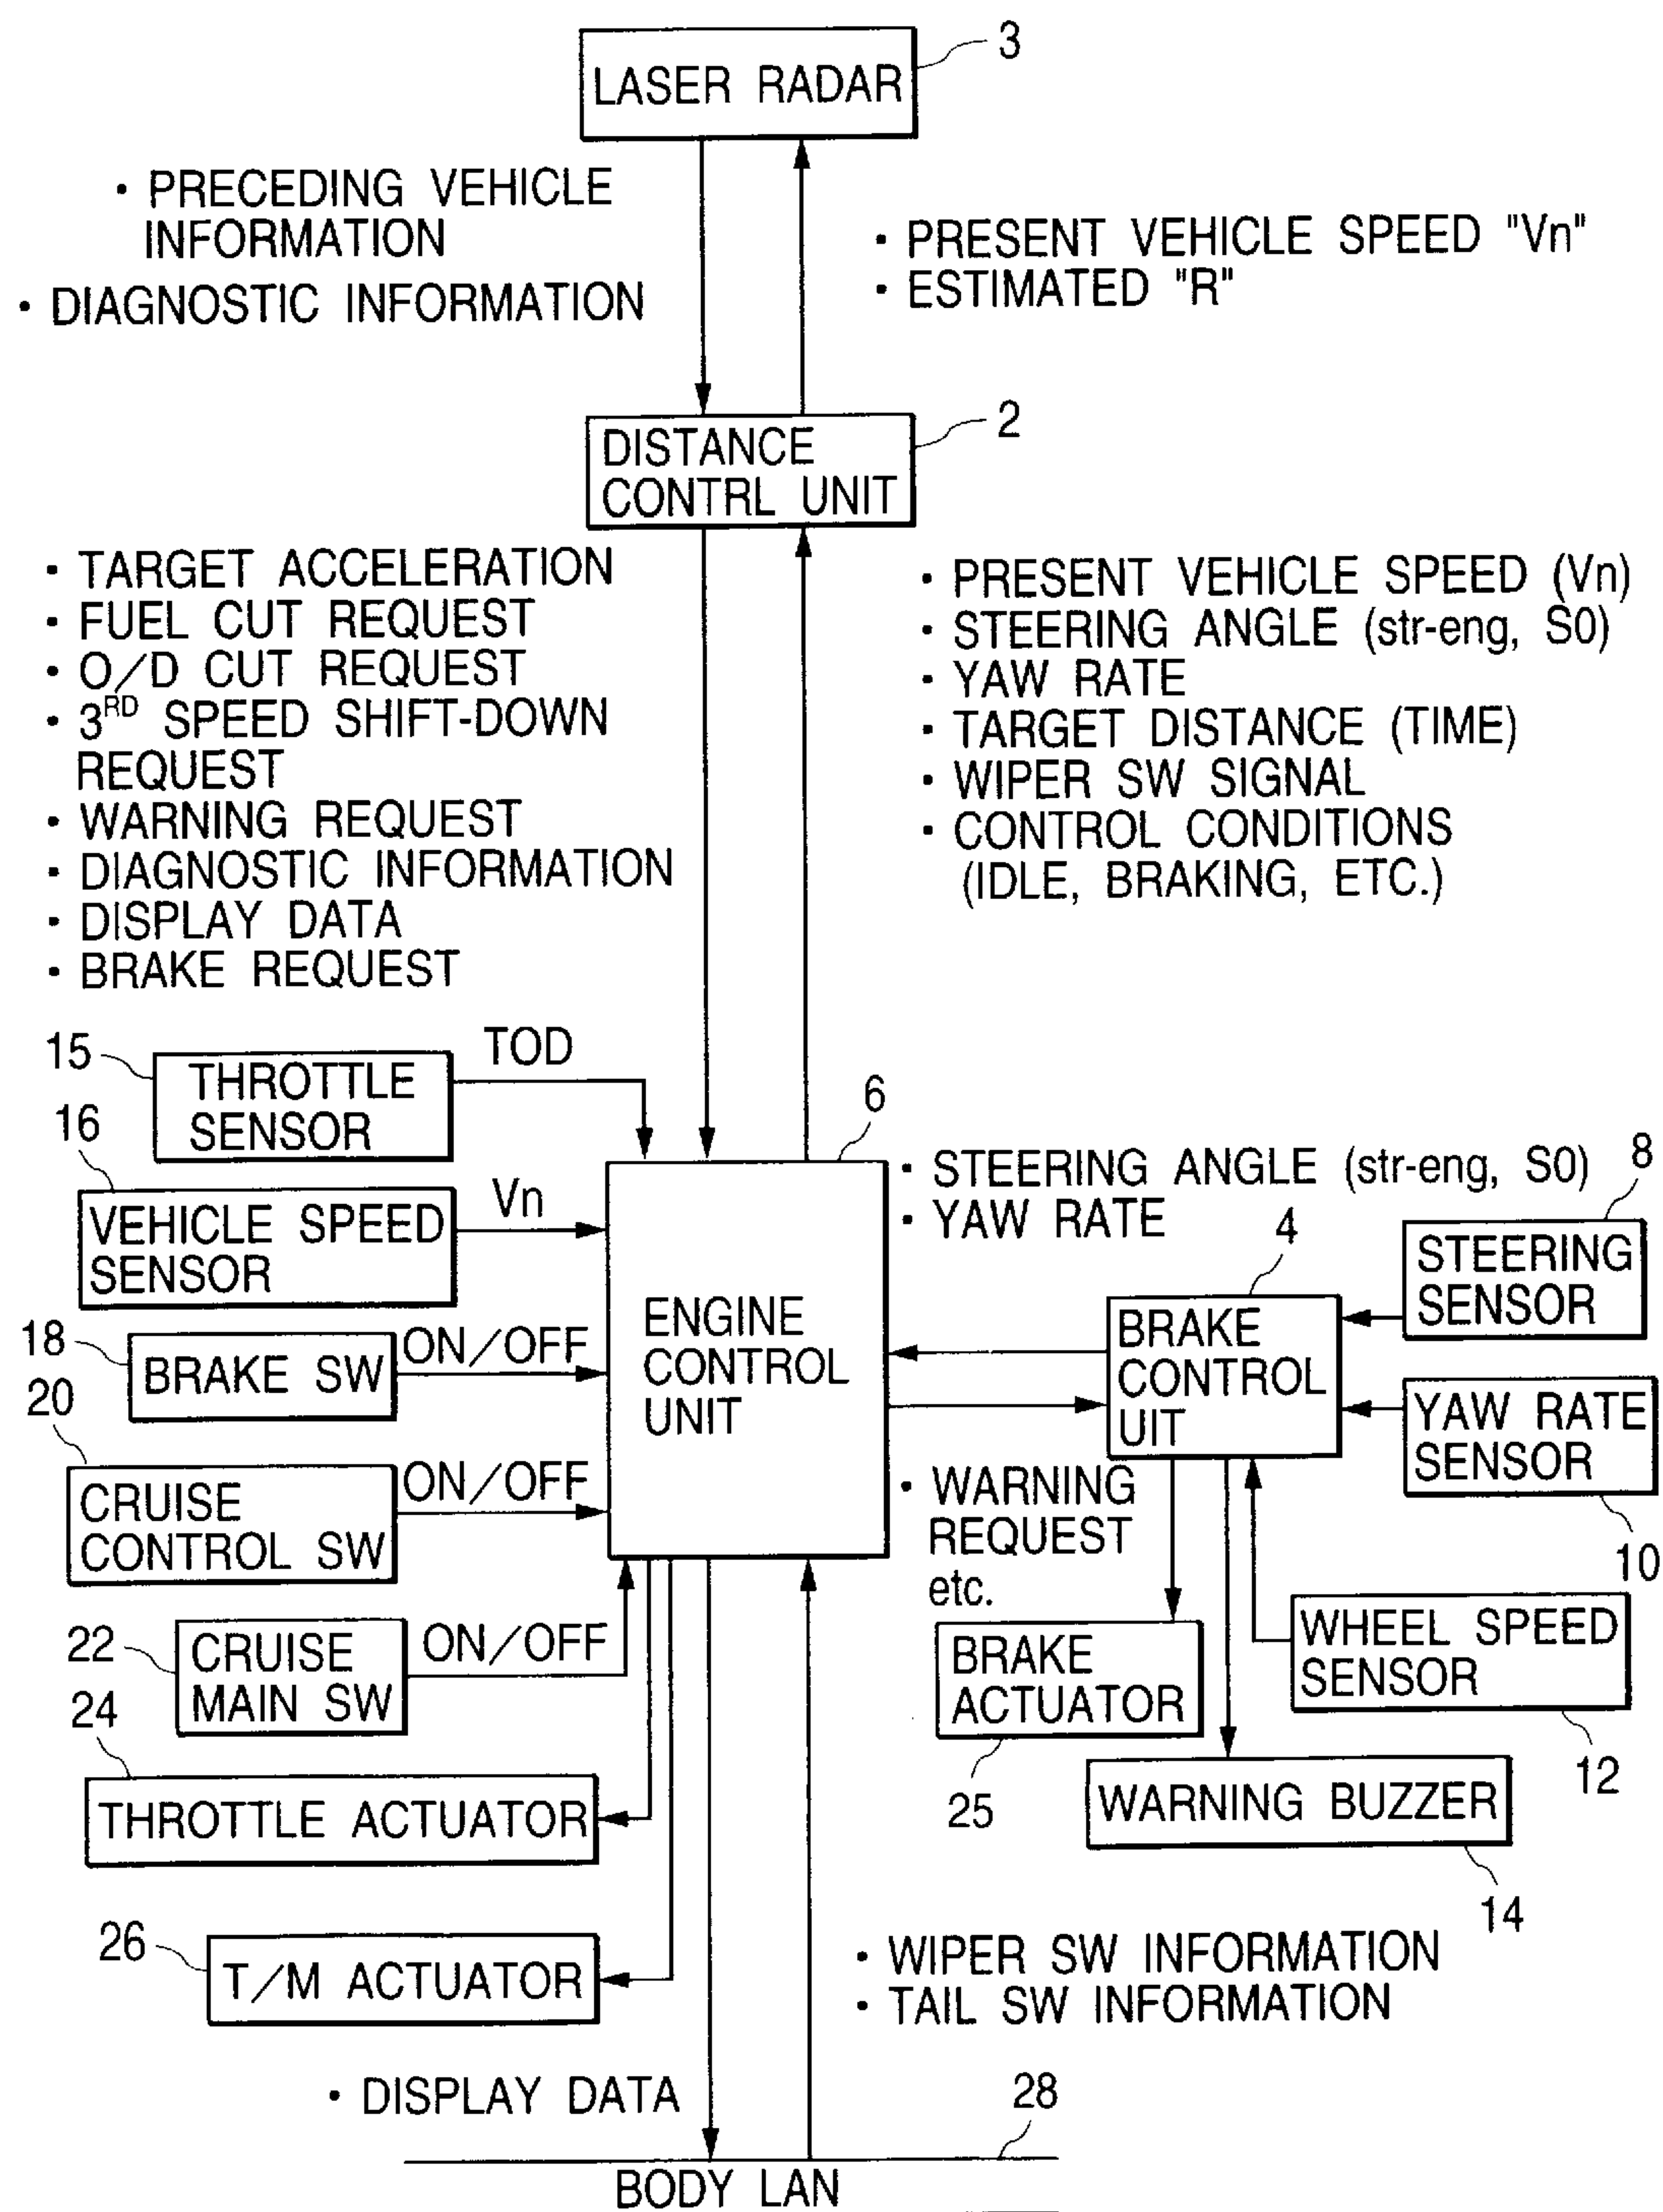 3
LASER RADAR
• PRECEDING VEHICLE
INFORMATION
• DIAGNOSTIC INFORMATION
• PRESENT VEHICLE SPEED "Vn"
• ESTIMATED "R"
2
DISTANCE
CONTRL UNIT
• TARGET ACCELERATION
• FUEL CUT REQUEST
• O/D CUT REQUEST
• 3RD SPEED SHIFT-DOWN
REQUEST
• WARNING REQUEST
• DIAGNOSTIC INFORMATION
• DISPLAY DATA
• BRAKE REQUEST
• PRESENT VEHICLE SPEED (Vn)
• STEERING ANGLE (str-eng, S0)
• YAW RATE
• TARGET DISTANCE (TIME)
• WIPER SW SIGNAL
• CONTROL CONDITIONS
(IDLE, BRAKING, ETC.)
15
THROTTLE
SENSOR
TOD
16
VEHICLE SPEED
SENSOR
Vn
18
BRAKE SW
ON/OFF
20
CRUISE
CONTROL SW
ON/OFF
22
CRUISE
MAIN SW
ON/OFF
24
THROTTLE ACTUATOR
26
T/M ACTUATOR
6
ENGINE
CONTROL
UNIT
• STEERING ANGLE (str-eng, S0)
• YAW RATE
4
BRAKE
CONTROL
UIT
8
STEERING
SENSOR
YAW RATE
SENSOR
10
• WARNING
REQUEST
etc.
BRAKE
ACTUATOR
25
WHEEL SPEED
SENSOR
12
WARNING BUZZER
14
• WIPER SW INFORMATION
• TAIL SW INFORMATION
• DISPLAY DATA
28
BODY LAN